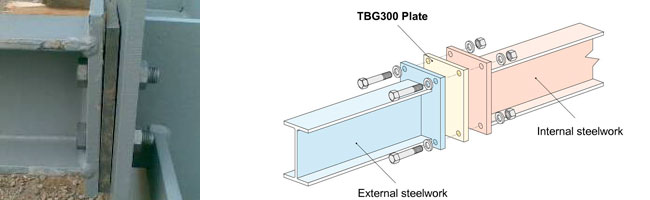 TBG300 Plate
Internal steelwork
External steelwork